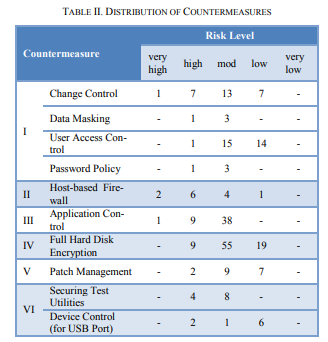 TABLE II. DISTRIBUTION OF COUNTERMEASURES
Countermeasure Risk Level
very high high mod low very low
I Change Control 1 7 13 7 -
Data Masking - 1 3 - -
User Access Con-
trol - 1 15 14 -
Password Policy - 1 3 - -
II Host-based Fire-
wall 2 6 4 1 -
III Application Con-
trol 1 9 38 - -
IV Full Hard Disk
Encryption - 9 55 19 -
V Patch Management - 2 9 7 -
VI Securing Test
Utilities - 4 8 - -
Device Control
(for USB Port) - 2 1 6 -